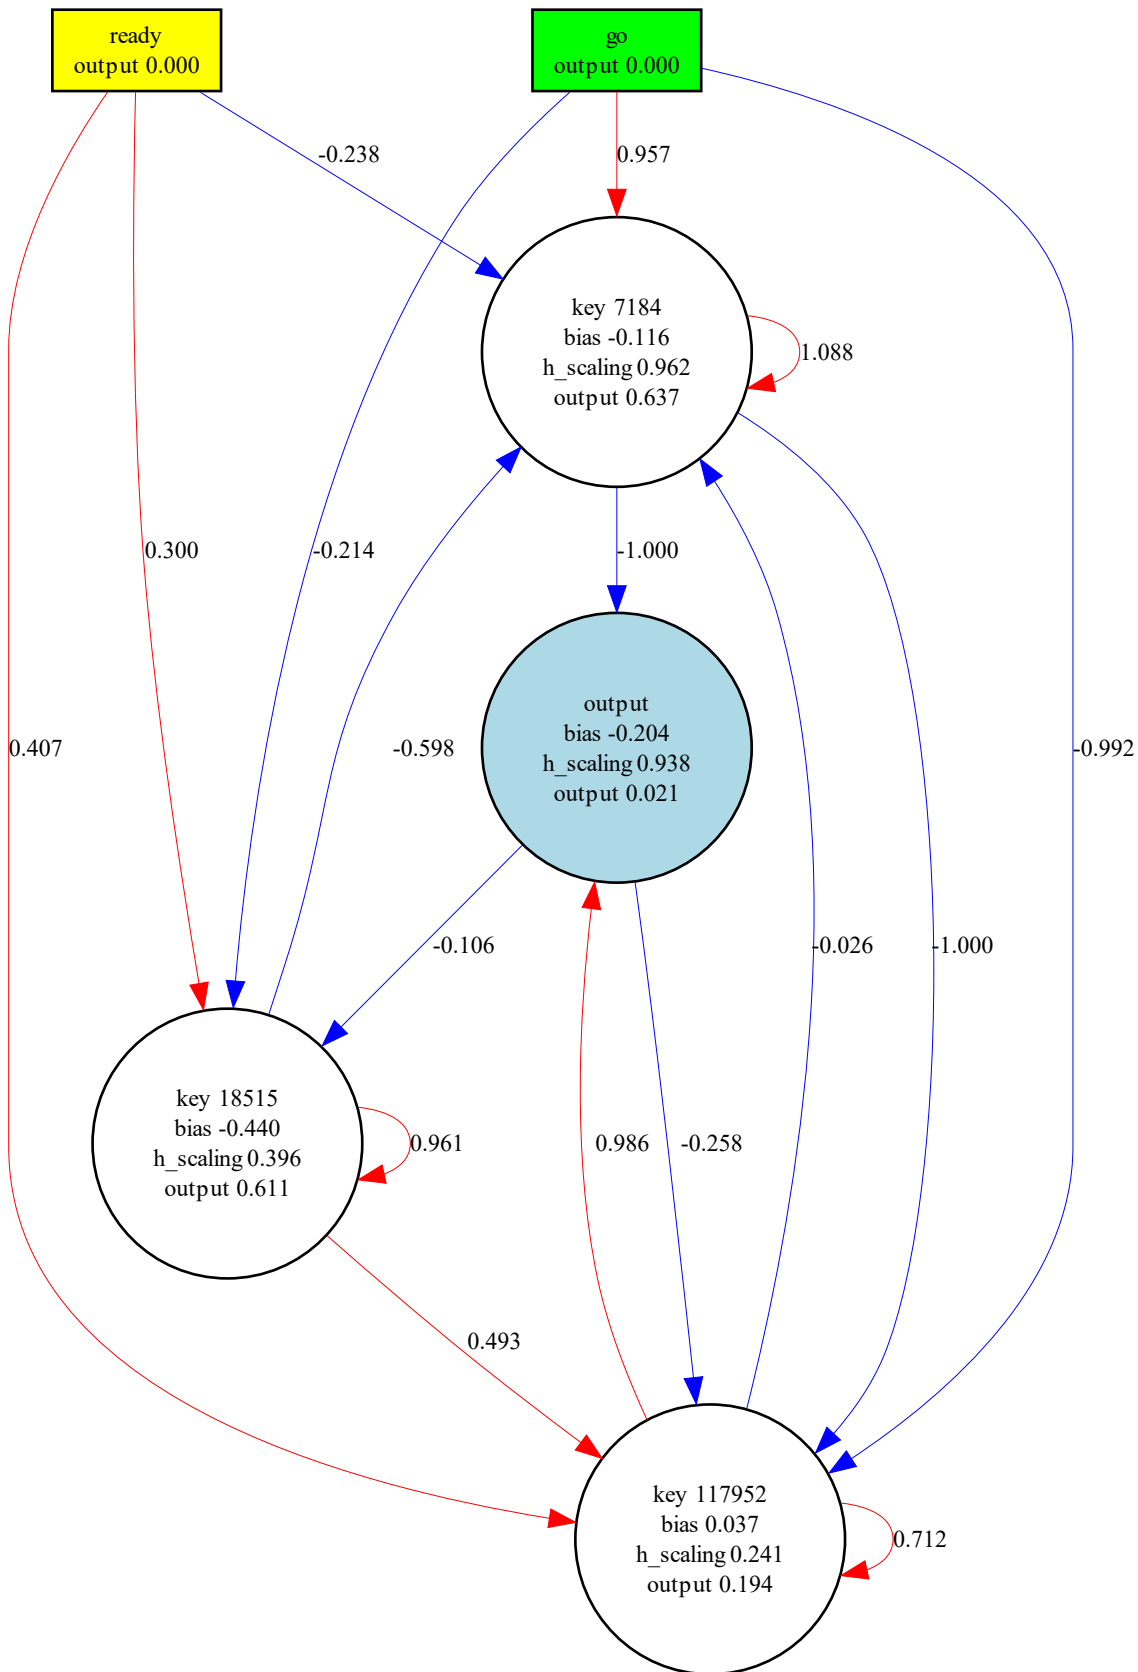 ready
output 0.000
go
output 0.000
-0.238
0.957
key 7184
bias -0.116
h_scaling 0.962
output 0.637
1.088
0.300
-0.214
-1.000
output
bias -0.204
h_scaling 0.938
output 0.021
0.407
-0.598
-0.992
-0.106
-0.026
-1.000
key 18515
bias -0.440
h_scaling 0.396
output 0.611
0.961
0.986
-0.258
0.493
key 117952
bias 0.037
h_scaling 0.241
output 0.194
0.712